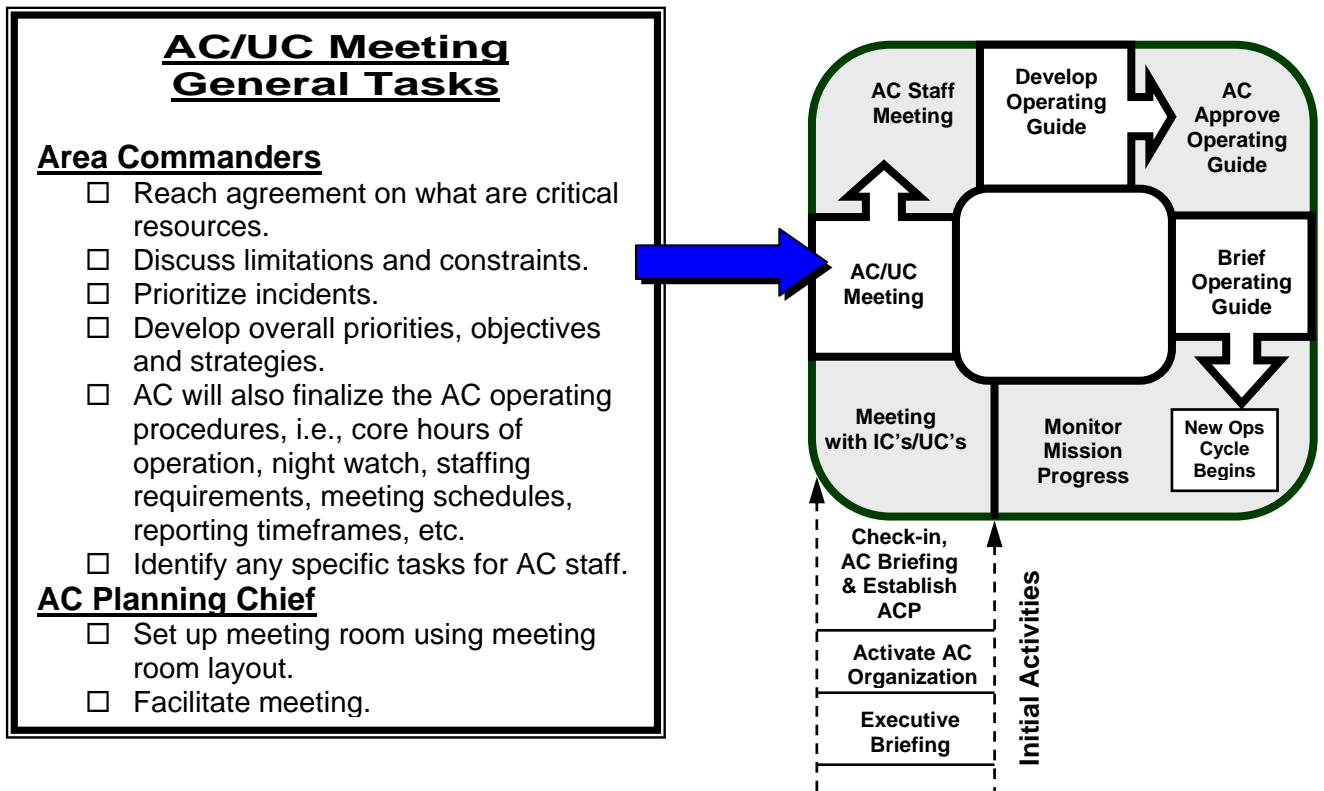 AC/UC Meeting
General Tasks
Area Commanders
☐ Reach agreement on what are critical
resources.
☐ Discuss limitations and constraints.
☐ Prioritize incidents.
☐ Develop overall priorities, objectives
and strategies.
☐ AC will also finalize the AC operating
procedures, i.e., core hours of
operation, night watch, staffing
requirements, meeting schedules,
reporting timeframes, etc.
☐ Identify any specific tasks for AC staff.
AC Planning Chief
☐ Set up meeting room using meeting
room layout.
☐ Facilitate meeting.
AC Staff
Meeting
Develop
Operating
Guide
AC
Approve
Operating
Guide
AC/UC
Meeting
Brief
Operating
Guide
Meeting
with IC’s/UC’s
Monitor
Mission
Progress
New Ops
Cycle
Begins
Check-in,
AC Briefing
& Establish
ACP
Activate AC
Organization
Executive
Briefing
Initial Activities